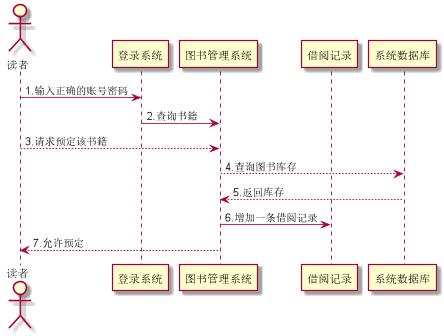 读者
登录系统
图书管理系统
借阅记录
系统数据库
1.输入正确的账号密码
2.查询书籍
3.请求预定该书籍
4.查询图书库存
5.返回库存
6.增加一条借阅记录
7.允许预定
读者
登录系统
图书管理系统
借阅记录
系统数据库